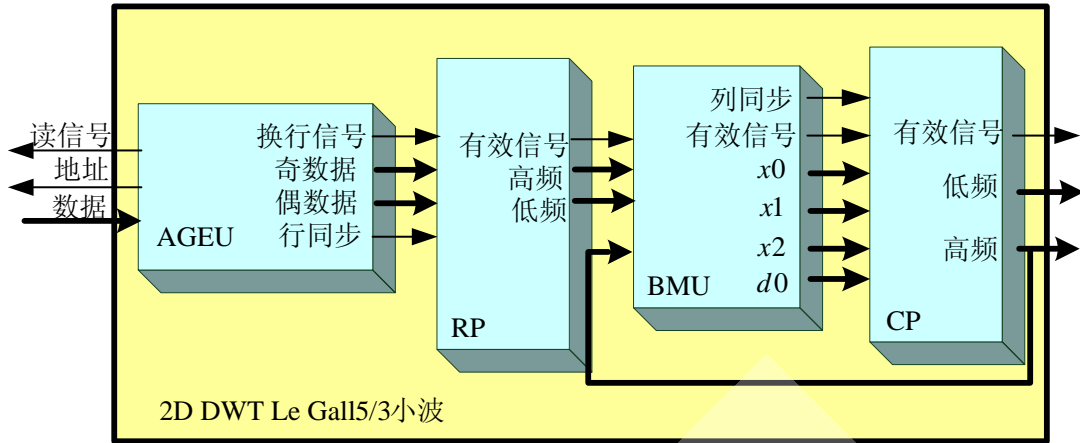 读信号
地址
数据
换行信号
奇数据
偶数据
行同步
AGEU
有效信号
高频
低频
RP
列同步
有效信号
x0
x1
x2
d0
BMU
有效信号
低频
高频
CP
2D DWT Le Gall5/3小波